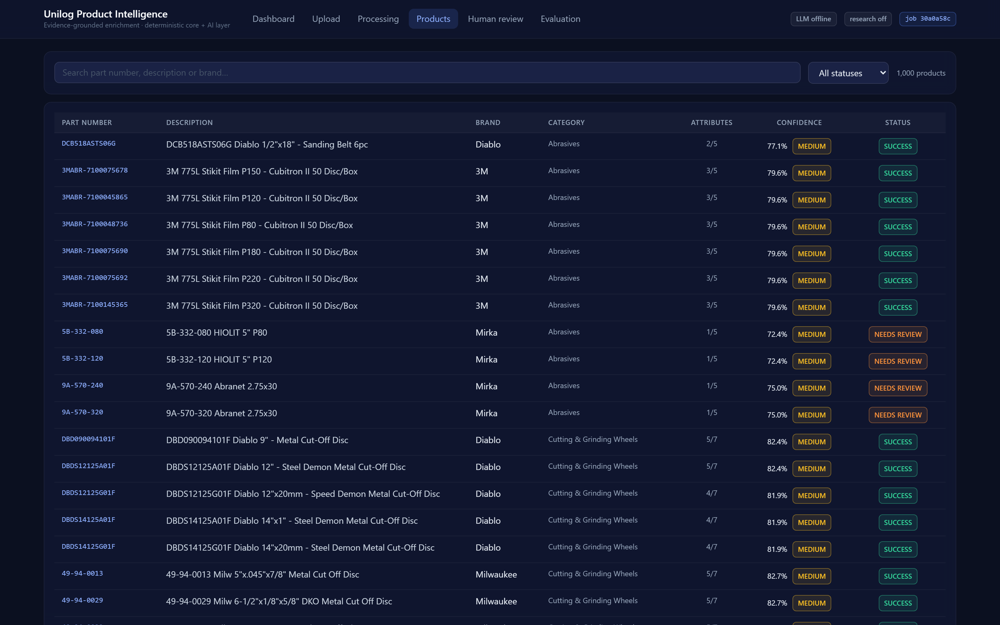 Unilog Product Intelligence
Evidence-grounded enrichment · deterministic core + AI layer
Dashboard Upload Processing Products Human review Evaluation
LLM offline research off job 30a0a58c
Search part number, description or brand...
All statuses 1,000 products
PART NUMBER DESCRIPTION BRAND CATEGORY ATTRIBUTES CONFIDENCE STATUS
DCB518ASTS06G DCB518ASTS06G Diablo 1/2"x18" - Sanding Belt 6pc Diablo Abrasives 2/5 77.1% MEDIUM SUCCESS
3MABR-7100075678 3M 775L Stikit Film P150 - Cubitron II 50 Disc/Box 3M Abrasives 3/5 79.6% MEDIUM SUCCESS
3MABR-7100045865 3M 775L Stikit Film P120 - Cubitron II 50 Disc/Box 3M Abrasives 3/5 79.6% MEDIUM SUCCESS
3MABR-7100048736 3M 775L Stikit Film P80 - Cubitron II 50 Disc/Box 3M Abrasives 3/5 79.6% MEDIUM SUCCESS
3MABR-7100075690 3M 775L Stikit Film P180 - Cubitron II 50 Disc/Box 3M Abrasives 3/5 79.6% MEDIUM SUCCESS
3MABR-7100075692 3M 775L Stikit Film P220 - Cubitron II 50 Disc/Box 3M Abrasives 3/5 79.6% MEDIUM SUCCESS
3MABR-7100145365 3M 775L Stikit Film P320 - Cubitron II 50 Disc/Box 3M Abrasives 3/5 79.6% MEDIUM SUCCESS
5B-332-080 5B-332-080 HIOLIT 5" P80 Mirka Abrasives 1/5 72.4% MEDIUM NEEDS REVIEW
5B-332-120 5B-332-120 HIOLIT 5" P120 Mirka Abrasives 1/5 72.4% MEDIUM NEEDS REVIEW
9A-570-240 9A-570-240 Abranet 2.75x30 Mirka Abrasives 1/5 75.0% MEDIUM NEEDS REVIEW
9A-570-320 9A-570-320 Abranet 2.75x30 Mirka Abrasives 1/5 75.0% MEDIUM NEEDS REVIEW
DBD090094101F DBD090094101F Diablo 9" - Metal Cut-Off Disc Diablo Cutting & Grinding Wheels 5/7 82.4% MEDIUM SUCCESS
DBDS12125A01F DBDS12125A01F Diablo 12" - Steel Demon Metal Cut-Off Disc Diablo Cutting & Grinding Wheels 5/7 82.4% MEDIUM SUCCESS
DBDS12125G01F DBDS12125G01F Diablo 12"x20mm - Speed Demon Metal Cut-Off Disc Diablo Cutting & Grinding Wheels 4/7 81.9% MEDIUM SUCCESS
DBDS14125A01F DBDS14125A01F Diablo 14"x1" - Steel Demon Metal Cut-Off Disc Diablo Cutting & Grinding Wheels 4/7 81.9% MEDIUM SUCCESS
DBDS14125G01F DBDS14125G01F Diablo 14"x20mm - Steel Demon Metal Cut-Off Disc Diablo Cutting & Grinding Wheels 4/7 81.9% MEDIUM SUCCESS
49-94-0013 49-94-0013 Milw 5"x.045"x7/8" Metal Cut Off Disc Milwaukee Cutting & Grinding Wheels 5/7 82.7% MEDIUM SUCCESS
49-94-0029 49-94-0029 Milw 6-1/2"x1/8"x5/8" DKO Metal Cut Off Disc Milwaukee Cutting & Grinding Wheels 5/7 82.7% MEDIUM SUCCESS